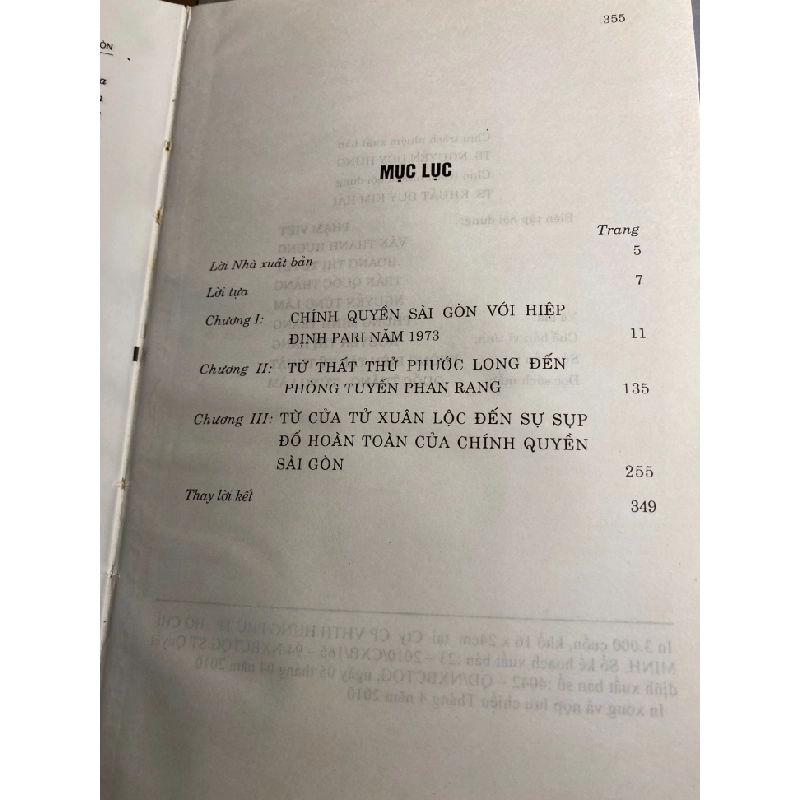 355
MỤC LỤC
Trang
Lời Nhà xuất bản 5
Lời tựa 7
Chương I: CHÍNH QUYỀN SÀI GÒN VỚI HIỆP
ĐỊNH PARI NĂM 1973 11
Chương II: TỪ THẤT THỦ PHƯỚC LONG ĐẾN
PHÒNG TUYẾN PHAN RANG 135
Chương III: TỪ CỬA TỬ XUÂN LỘC ĐẾN SỰ SỤP
ĐỔ HOÀN TOÀN CỦA CHÍNH QUYỀN
SÀI GÒN 255
Thay lời kết 349